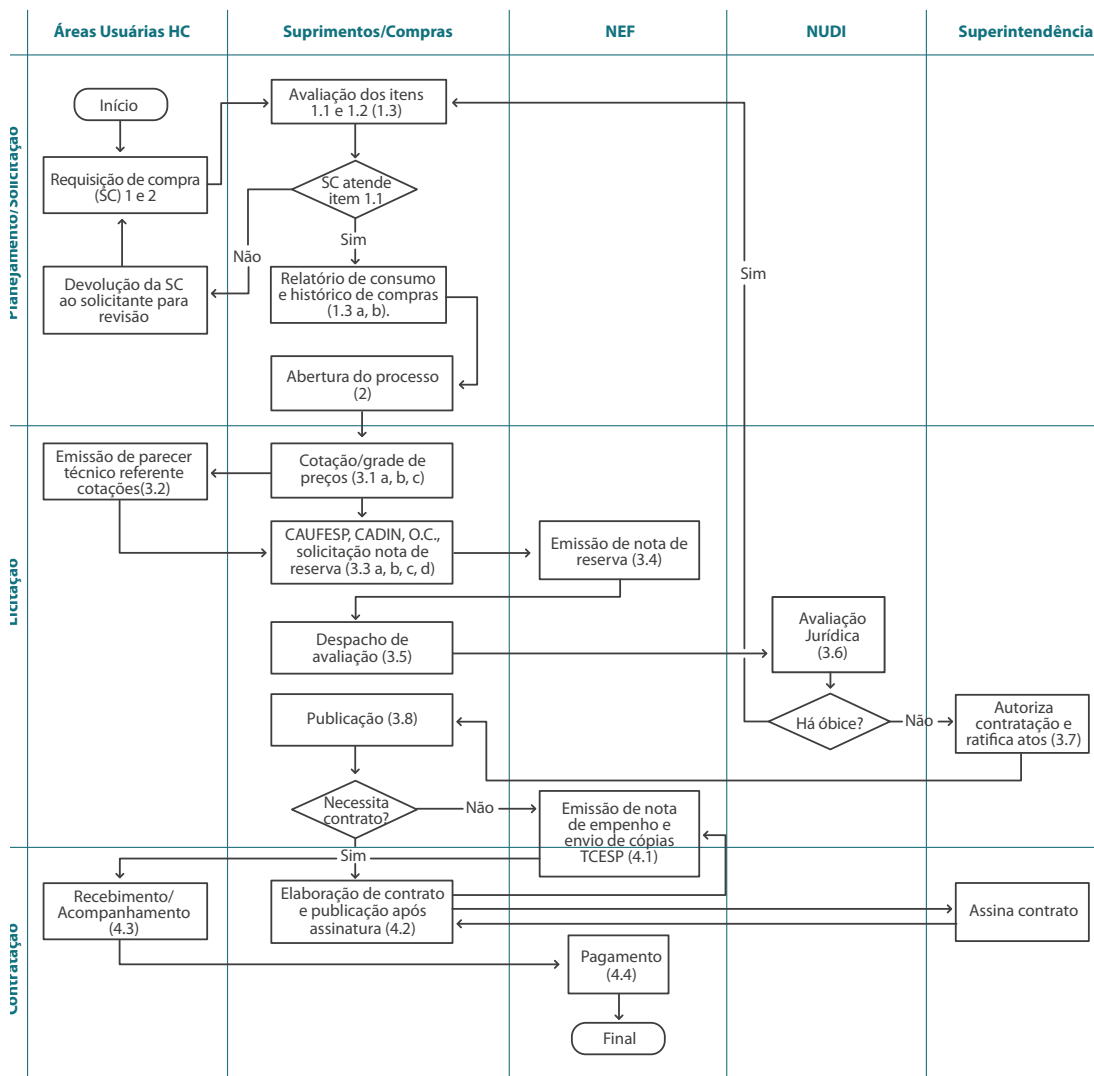 Áreas Usuárias HC
Suprimentos/Compras
NEF
NUDI
Superintendência
Planejamento/Solicitação
Início
Requisição de compra
(SC) 1 e 2
Devolução da SC
ao solicitante para
revisão
Avaliação dos itens
1.1 e 1.2 (1.3)
SC atende
item 1.1
Não
Sim
Relatório de consumo
e histórico de compras
(1.3 a, b).
Abertura do processo
(2)
Sim
Licitação
Emissão de parecer
técnico referente
cotações(3.2)
Cotação/grade de
preços (3.1 a, b, c)
CAUFESP, CADIN, O.C.,
solicitação nota de
reserva (3.3 a, b, c, d)
Emissão de nota de
reserva (3.4)
Despacho de
avaliação (3.5)
Avaliação
Jurídica
(3.6)
Há óbice?
Não
Autoriza
contratação e
ratifica atos (3.7)
Publicação (3.8)
Necessita
contrato?
Não
Sim
Emissão de nota
de empenho e
envio de cópias
TCESP (4.1)
Contratação
Recebimento/
Acompanhamento
(4.3)
Elaboração de contrato
e publicação após
assinatura (4.2)
Assina contrato
Pagamento
(4.4)
Final